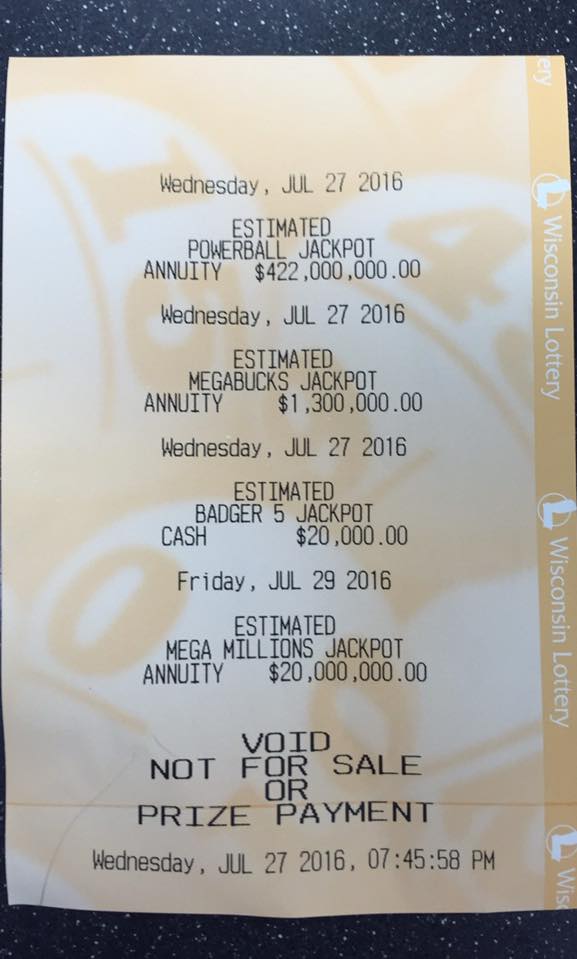 Wednesday, JUL 27 2016
ESTIMATED
POWERBALL JACKPOT
ANNUITY $422,000,000.00
Wednesday, JUL 27 2016
ESTIMATED
MEGABUCKS JACKPOT
ANNUITY $1,300,000.00
Wednesday, JUL 27 2016
ESTIMATED
BADGER 5 JACKPOT
CASH $20,000.00
Friday, JUL 29 2016
ESTIMATED
MEGA MILLIONS JACKPOT
ANNUITY $20,000,000.00
VOID
NOT FOR SALE
OR
PRIZE PAYMENT
Wednesday, JUL 27 2016, 07:45:58 PM
ery
Wisconsin Lottery
Wisconsin Lottery
Wis